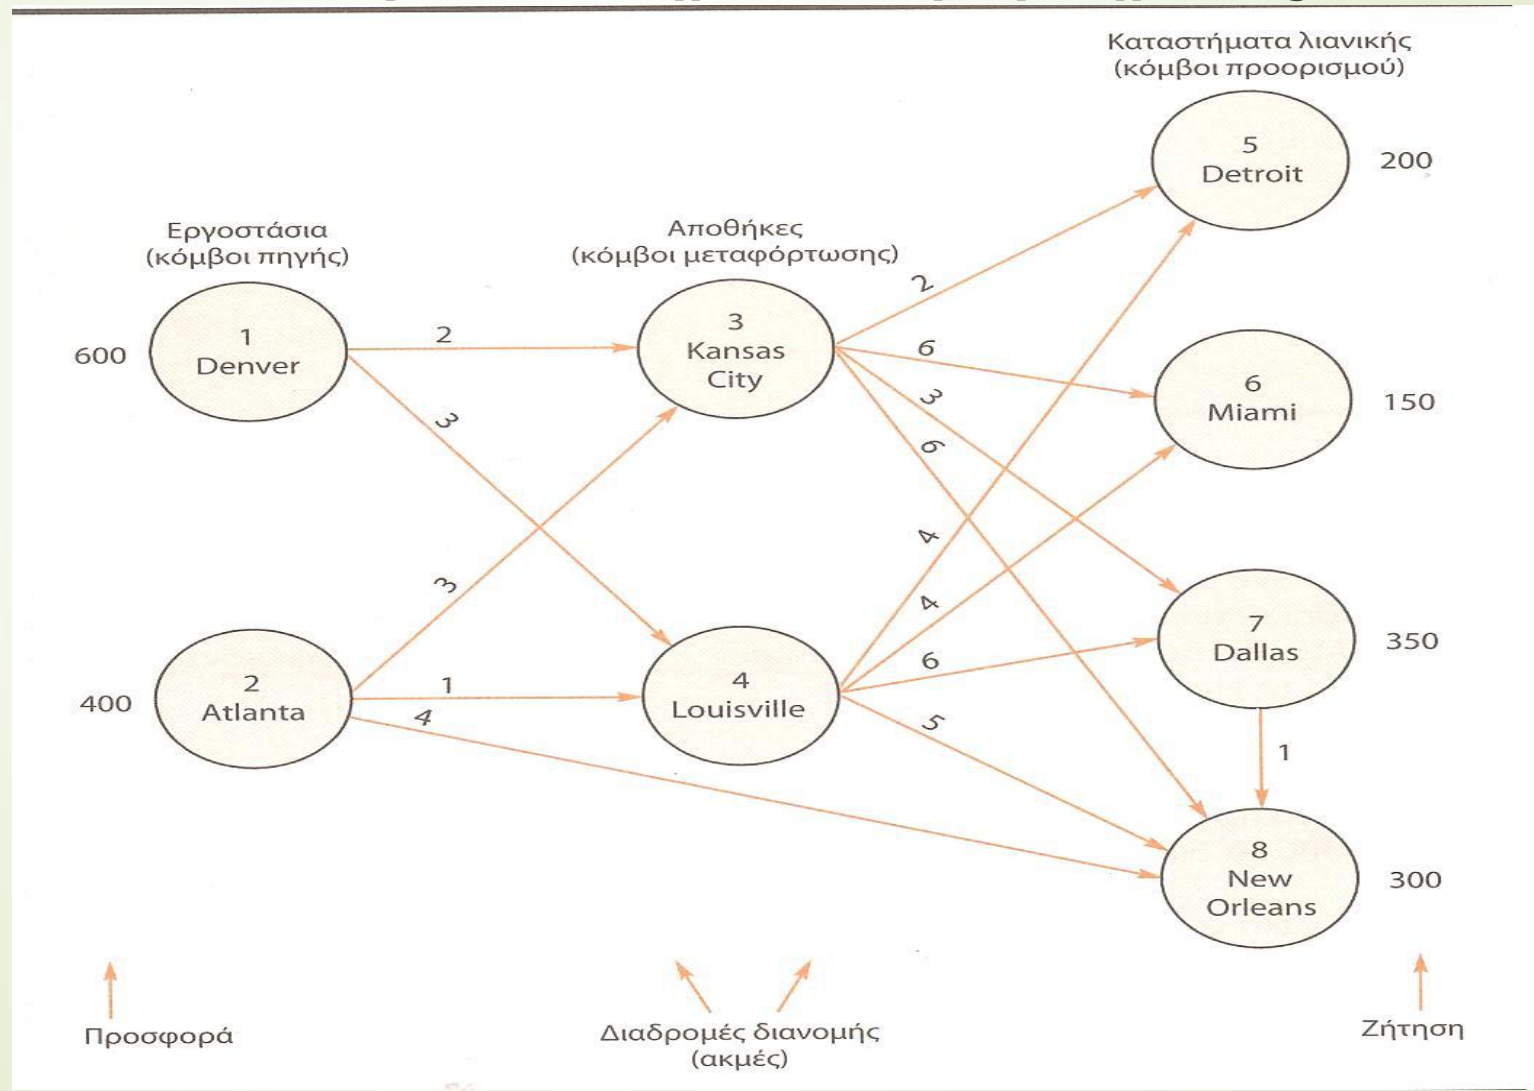 Καταστήματα λιανικής
(κόμβοι προορισμού)
5
Detroit
200
Εργοστάσια
(κόμβοι πηγής)
Αποθήκες
(κόμβοι μεταφόρτωσης)
600
1
Denver
2
3
3
Kansas
City
2
6
3
6
6
Miami
150
3
4
4
6
5
7
Dallas
350
400
2
Atlanta
1
4
4
Louisville
1
8
New
Orleans
300
Προσφορά
Διαδρομές διανομής
(ακμές)
Ζήτηση